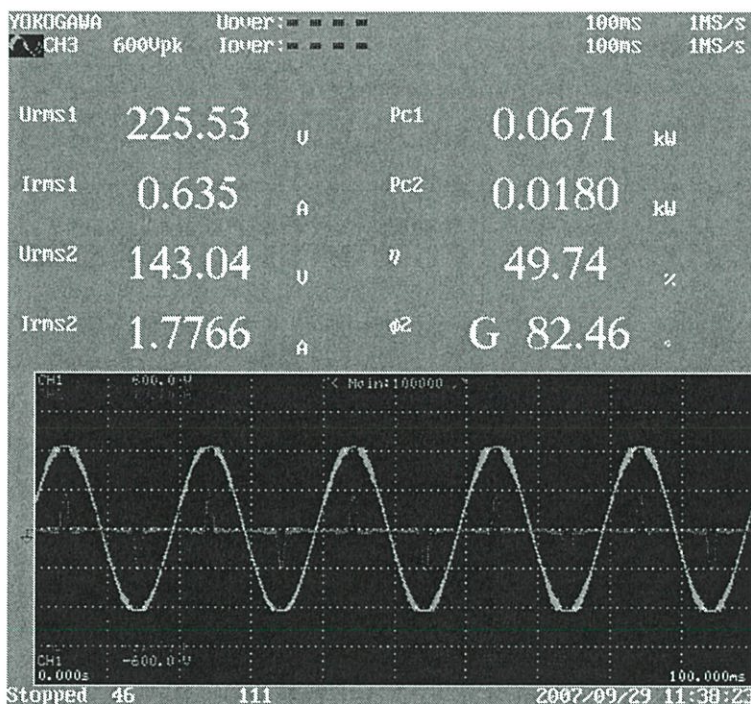 YOKOGAWA Uover: 100ms 1MS/s
CH3 600Vpk Iover: 100ms 1MS/s
Urms1 225.53 V Pc1 0.0671 kW
Irms1 0.635 A Pc2 0.0180 kW
Urms2 143.04 V η 49.74 %
Irms2 1.7766 A φ2 G 82.46 °
CH1 600.0 V << Main:100000 >>
CH1 -600.0 V
0.000s 100.000ms
Stopped 46 111 2007/09/29 11:38:23